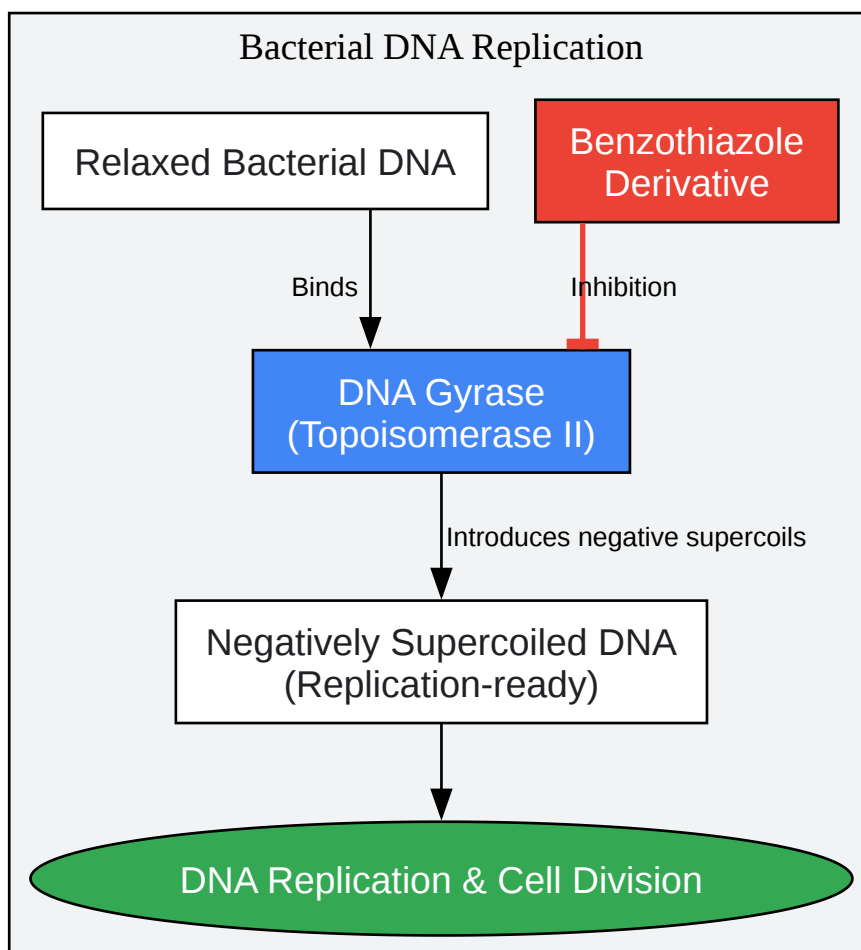 Bacterial DNA Replication
Relaxed Bacterial DNA
Benzothiazole
Derivative
Binds
Inhibition
DNA Gyrase
(Topoisomerase II)
Introduces negative supercoils
Negatively Supercoiled DNA
(Replication-ready)
DNA Replication & Cell Division